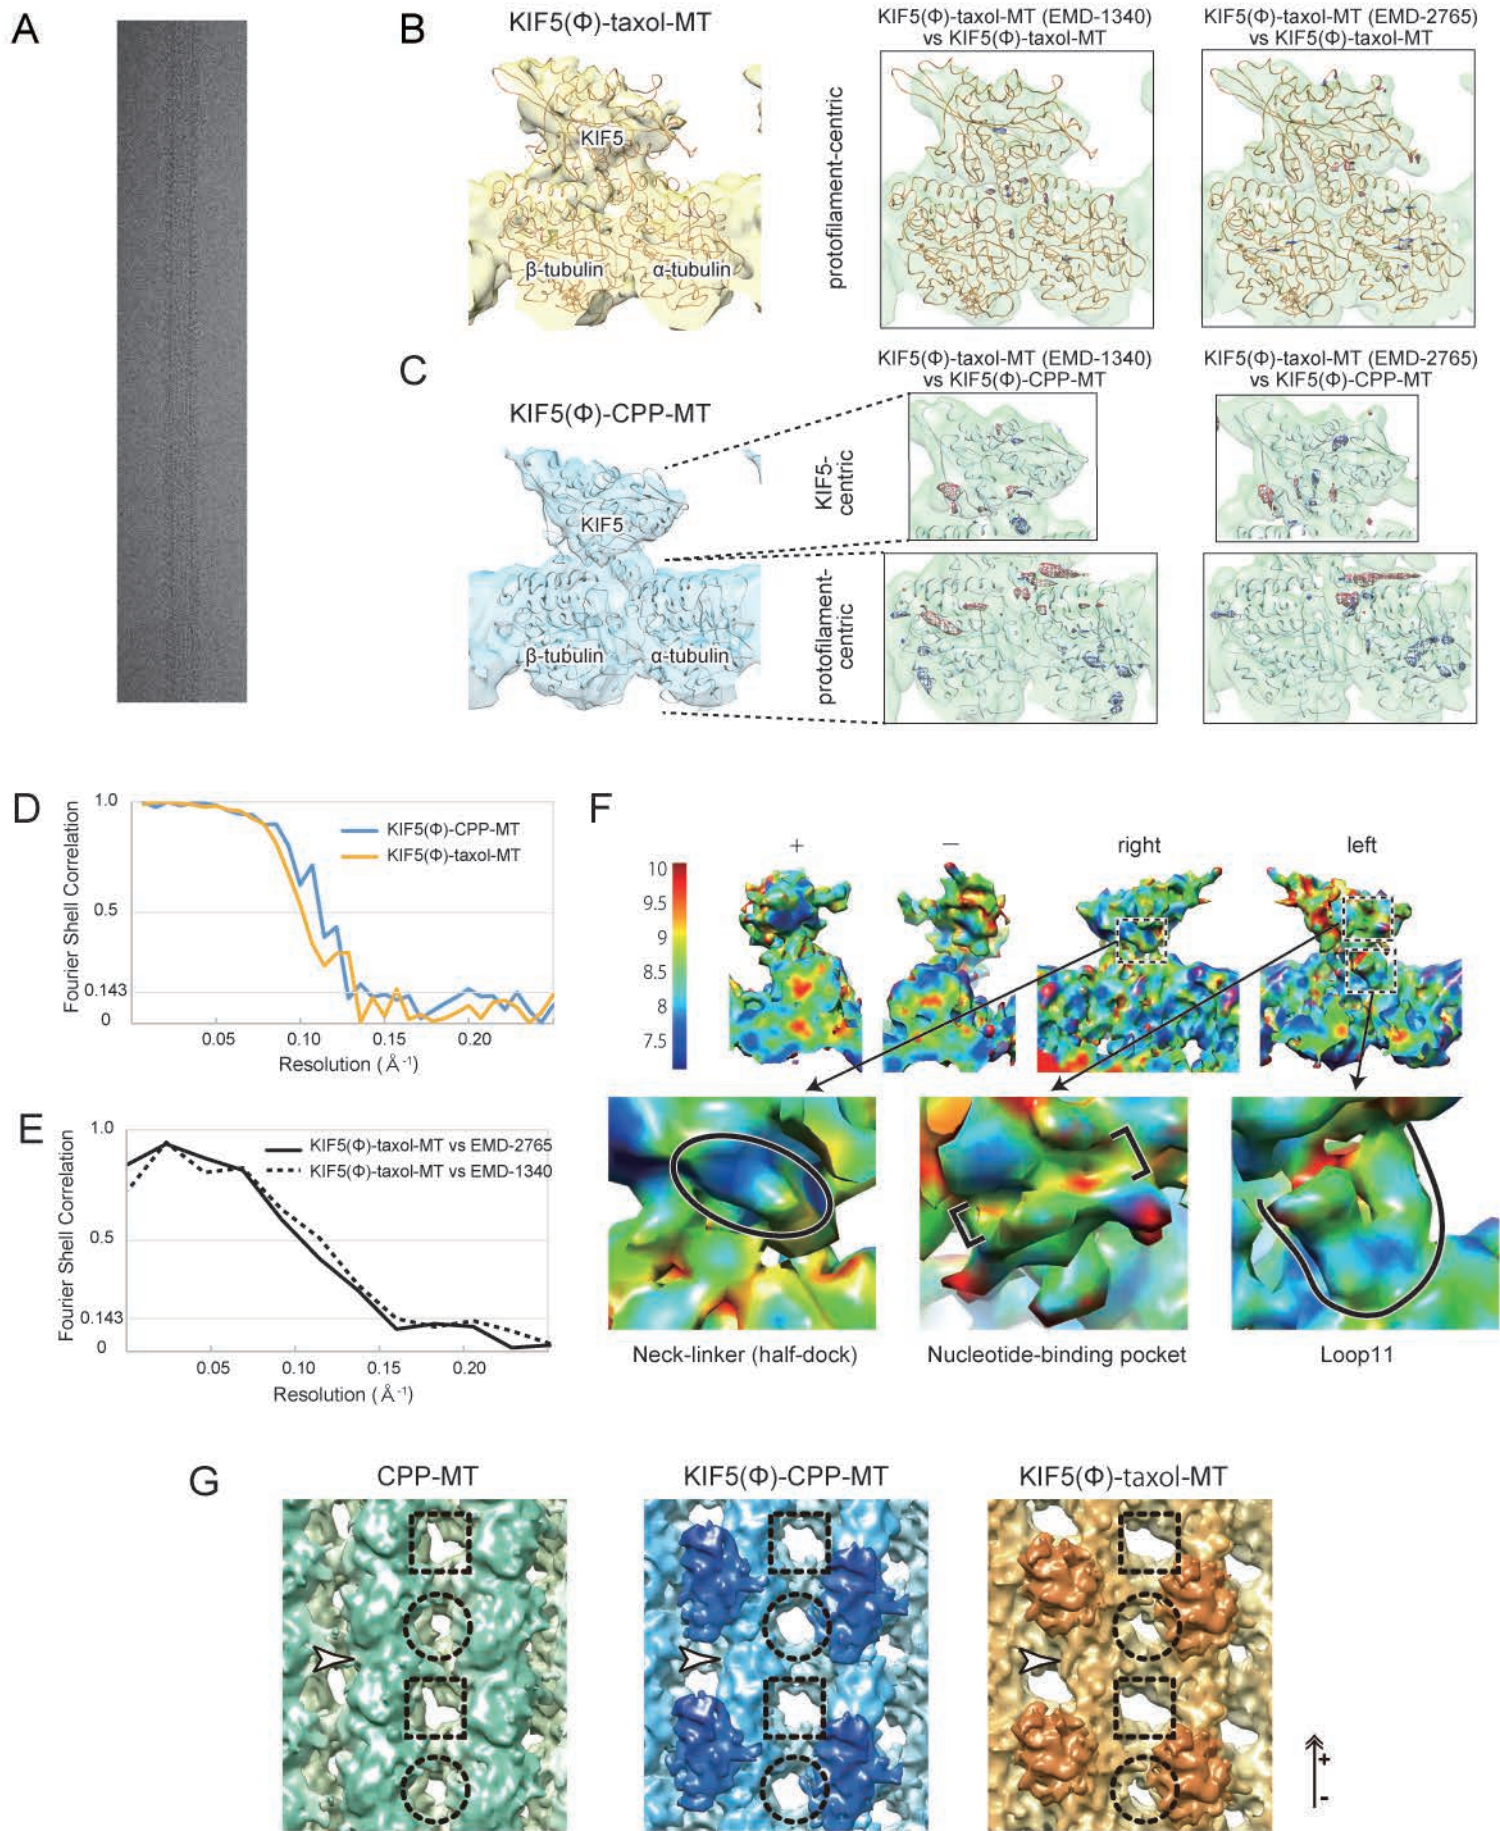 A
B
KIF5(Φ)-taxol-MT
KIF5(Φ)-taxol-MT (EMD-1340)
vs KIF5(Φ)-taxol-MT
KIF5(Φ)-taxol-MT (EMD-2765)
vs KIF5(Φ)-taxol-MT
KIF5
β-tubulin
α-tubulin
protofilament-centric
C
KIF5(Φ)-CPP-MT
KIF5(Φ)-taxol-MT (EMD-1340)
vs KIF5(Φ)-CPP-MT
KIF5(Φ)-taxol-MT (EMD-2765)
vs KIF5(Φ)-CPP-MT
KIF5
β-tubulin
α-tubulin
KIF5-
centric
protofilament-
centric
D
Fourier Shell Correlation
1.0
0.5
0.143
0
KIF5(Φ)-CPP-MT
KIF5(Φ)-taxol-MT
0.05
0.10
0.15
0.20
Resolution (Å⁻¹)
E
Fourier Shell Correlation
1.0
0.5
0.143
0
KIF5(Φ)-taxol-MT vs EMD-2765
KIF5(Φ)-taxol-MT vs EMD-1340
0.05
0.10
0.15
0.20
Resolution (Å⁻¹)
F
+
−
right
left
10
9.5
9
8.5
8
7.5
Neck-linker (half-dock)
Nucleotide-binding pocket
Loop11
G
CPP-MT
KIF5(Φ)-CPP-MT
KIF5(Φ)-taxol-MT
+
-